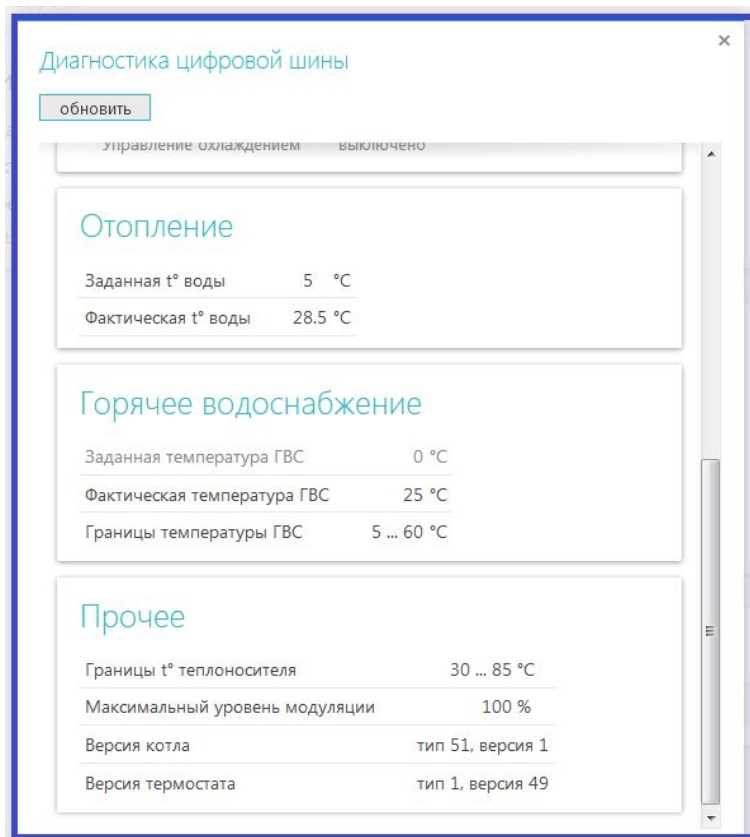 ×
Диагностика цифровой шины
обновить
Управление охлаждением выключено
Отопление
Заданная t° воды 5 °C
Фактическая t° воды 28.5 °C
Горячее водоснабжение
Заданная температура ГВС 0 °C
Фактическая температура ГВС 25 °C
Границы температуры ГВС 5 ... 60 °C
Прочее
Границы t° теплоносителя 30 ... 85 °C
Максимальный уровень модуляции 100 %
Версия котла тип 51, версия 1
Версия термостата тип 1, версия 49